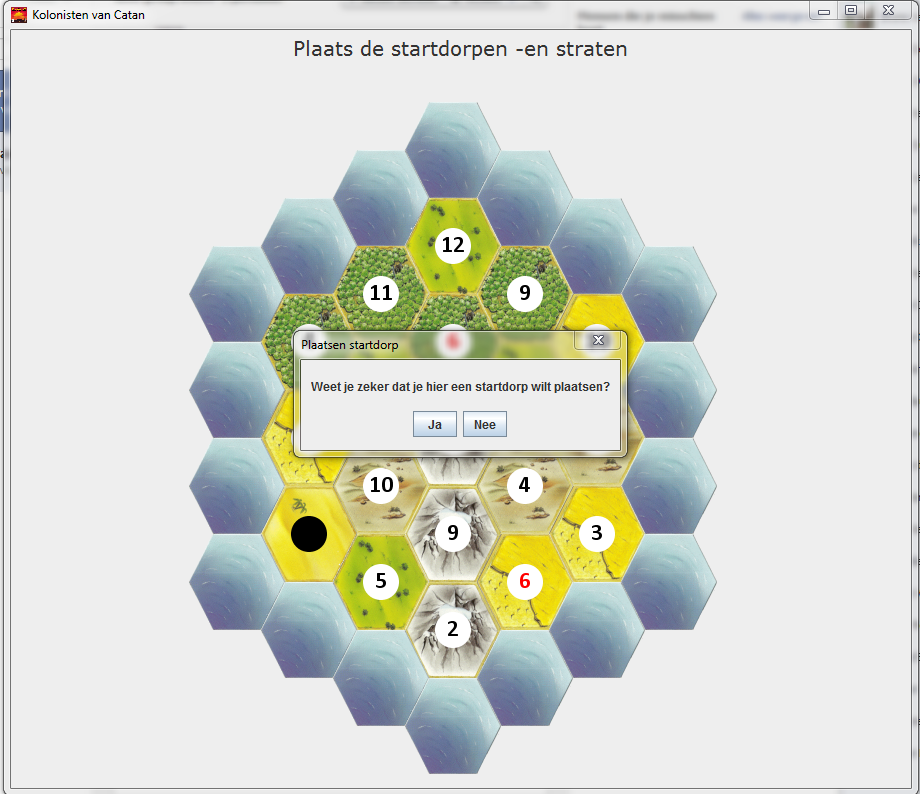 Kolonisten van Catan
Plaats de startdorpen -en straten
12
11
9
6
Plaatsen startdorp
Weet je zeker dat je hier een startdorp wilt plaatsen?
Ja
Nee
10
4
9
3
5
6
2